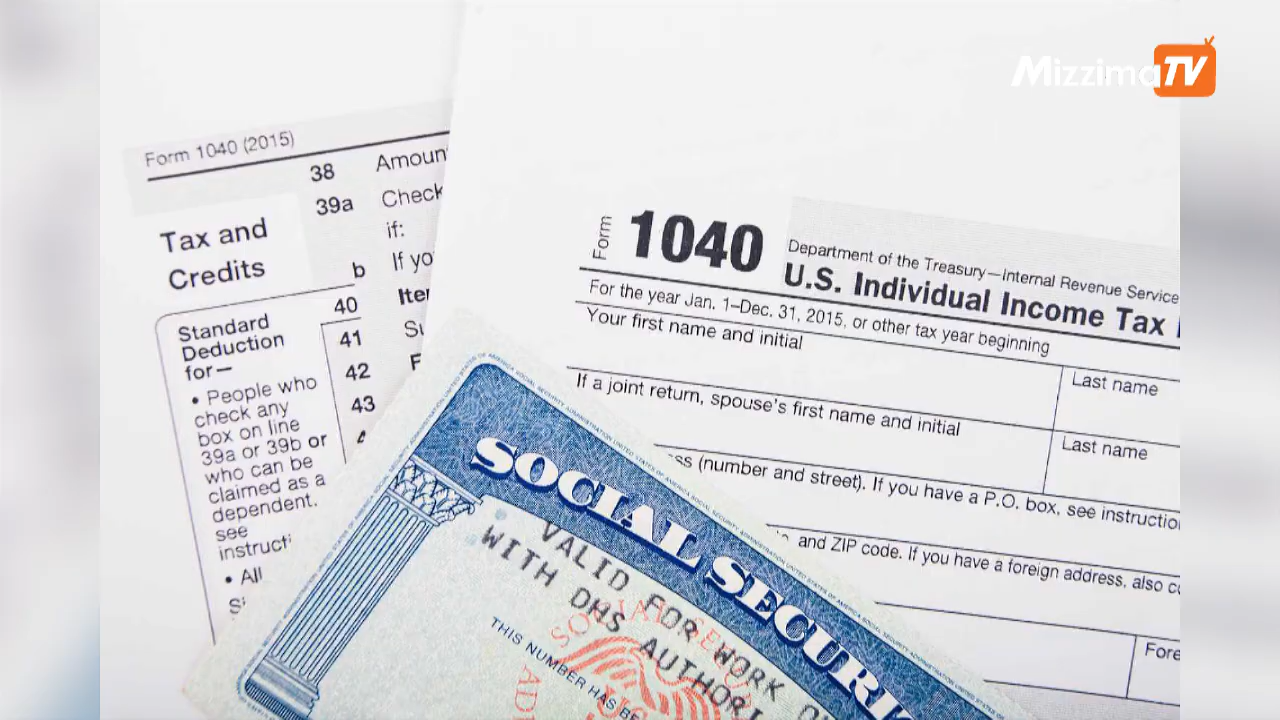 MizzimaTV
Form 1040 (2015)
38 Amoun
39a Check
if:
Tax and
Credits
b If yo
40 Iter
Standard
Deduction
for—
41
42
43
• People who
check any
box on line
39a or 39b or
who can be
claimed as a
dependent,
see
• All
Form 1040
Department of the Treasury—Internal Revenue Service
U.S. Individual Income Tax
For the year Jan. 1–Dec. 31, 2015, or other tax year beginning
Your first name and initial
Last name
If a joint return, spouse's first name and initial
Last name
ss (number and street). If you have a P.O. box, see instructio
and ZIP code. If you have a foreign address, also c
Fore
SOCIAL SECURI
VALID FOR WORK O
WITH DHS AUTHORI
THIS NUMBER HAS BE